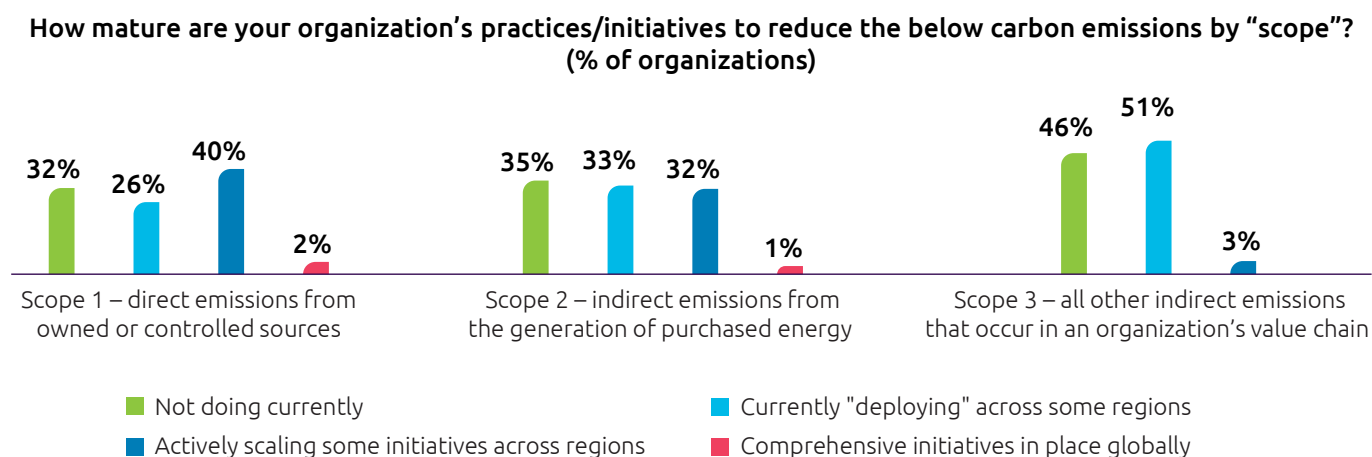 How mature are your organization’s practices/initiatives to reduce the below carbon emissions by “scope”?
(% of organizations)
32%
26%
40%
2%
35%
33%
32%
1%
46%
51%
3%
Scope 1 – direct emissions from
owned or controlled sources
Scope 2 – indirect emissions from
the generation of purchased energy
Scope 3 – all other indirect emissions
that occur in an organization’s value chain
Not doing currently
Currently "deploying" across some regions
Actively scaling some initiatives across regions
Comprehensive initiatives in place globally